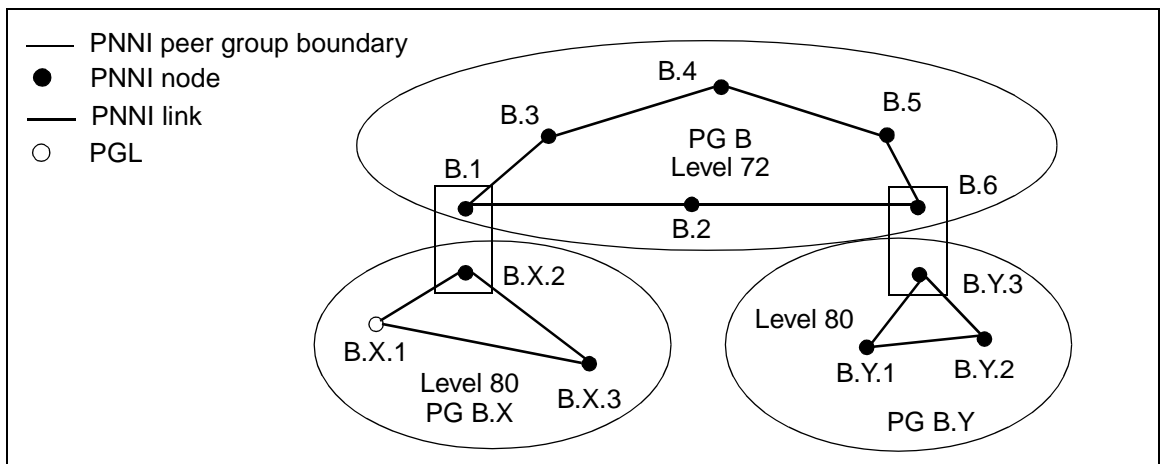 PNNI peer group boundary
PNNI node
PNNI link
PGL
B.4
B.3
B.5
PG B
Level 72
B.1
B.6
B.2
B.X.2
B.Y.3
Level 80
B.X.1
B.Y.1
B.Y.2
Level 80
PG B.X
B.X.3
PG B.Y